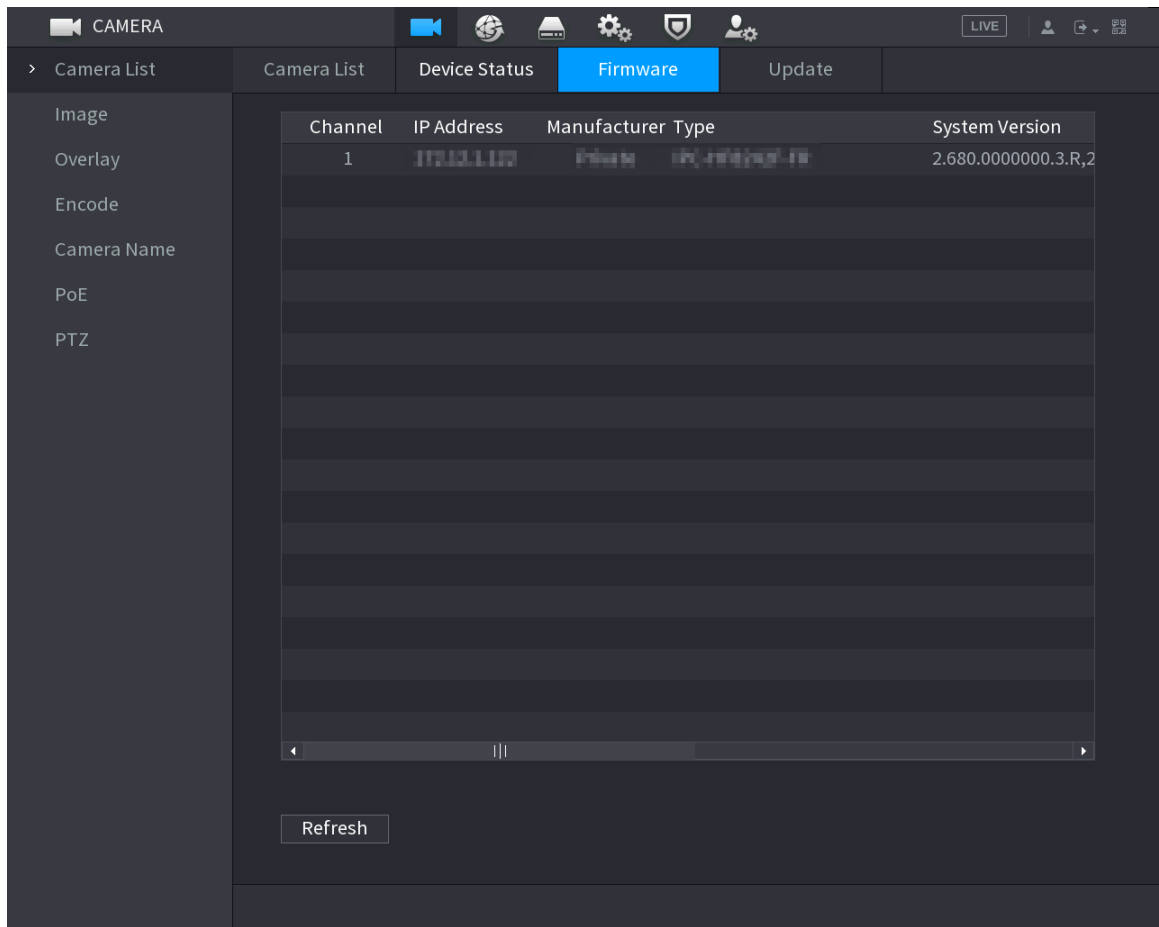 CAMERA LIVE
Camera List
Image
Overlay
Encode
Camera Name
PoE
PTZ
Camera List Device Status Firmware Update
Channel IP Address Manufacturer Type System Version
1 2.680.0000000.3.R,2
Refresh